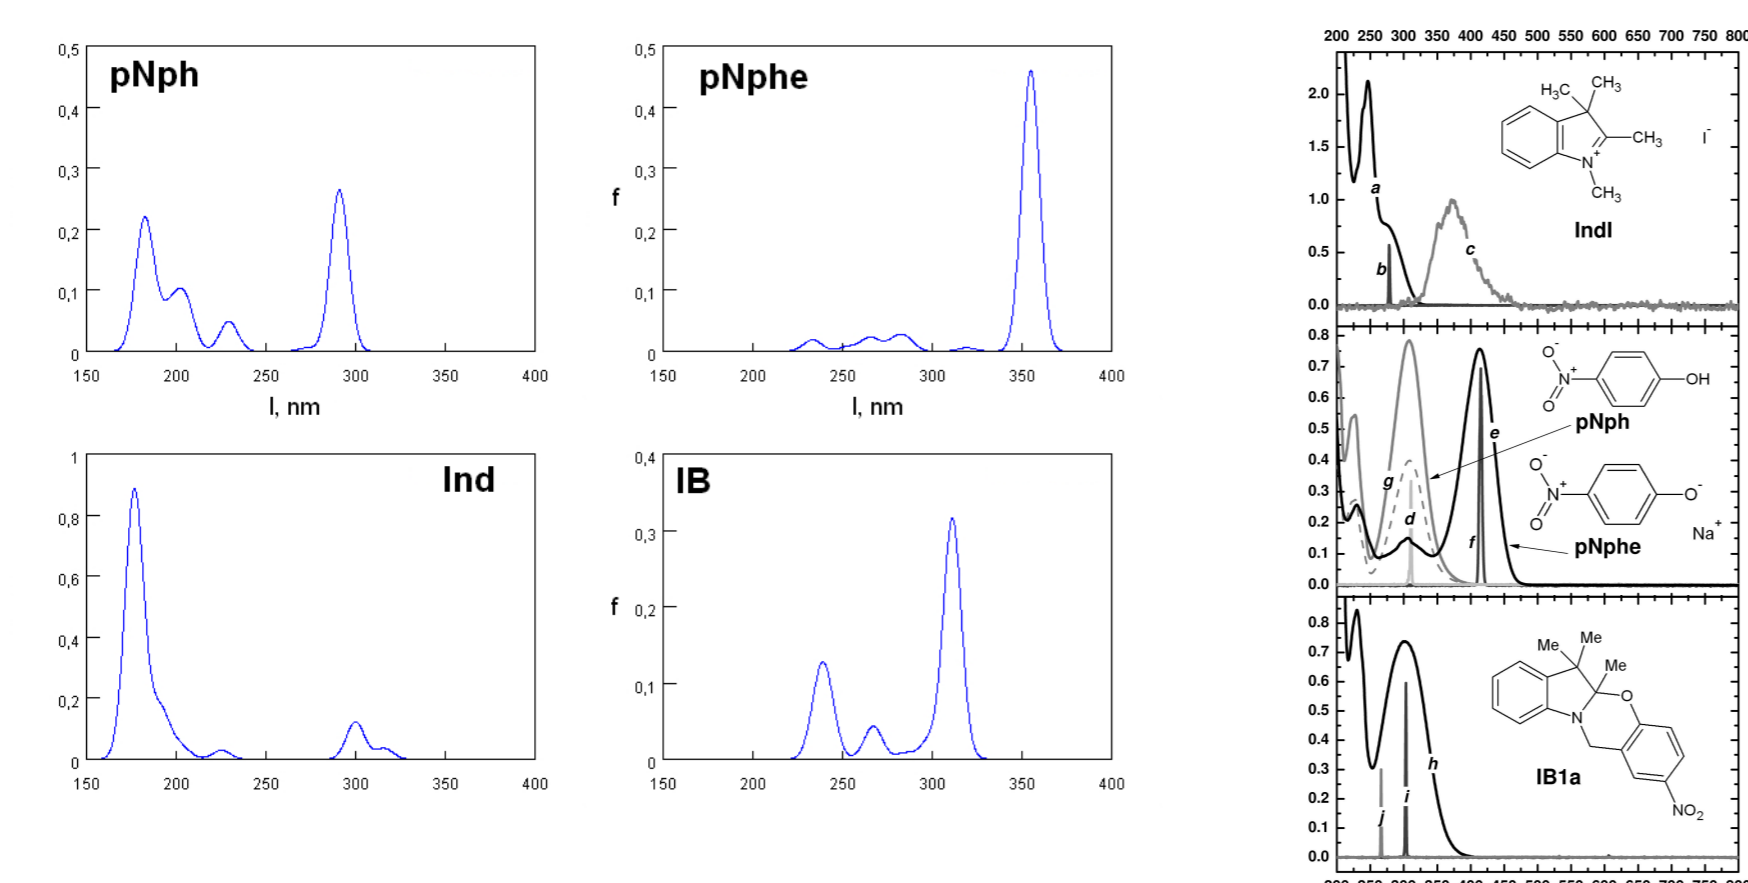 pNph
0,5
0,4
0,3
0,2
0,1
0
150 200 250 300 350 400
l, nm
pNphe
f
0,5
0,4
0,3
0,2
0,1
0
150 200 250 300 350 400
l, nm
Ind
1
0,8
0,6
0,4
0,2
0
150 200 250 300 350 400
IB
f
0,4
0,3
0,2
0,1
0
150 200 250 300 350 400
200 250 300 350 400 450 500 550 600 650 700 750 800
2.0
1.5
1.0
0.5
0.0
a
b
c
H₃C CH₃
CH₃
N⁺
CH₃
I⁻
IndI
0.8
0.7
0.6
0.5
0.4
0.3
0.2
0.1
0.0
g
d
f
e
O⁻
N⁺
O
OH
pNph
O⁻
N⁺
O
O⁻
Na⁺
pNphe
0.8
0.7
0.6
0.5
0.4
0.3
0.2
0.1
0.0
j
i
h
Me Me
Me
O
N
NO₂
IB1a